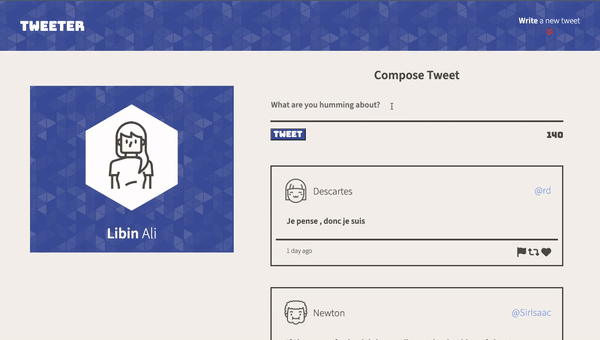 TWEETER
Write a new tweet
Libin Ali
Compose Tweet
What are you humming about?
TWEET
140
Descartes
@rd
Je pense , donc je suis
1 day ago
Newton
@SirIsaac